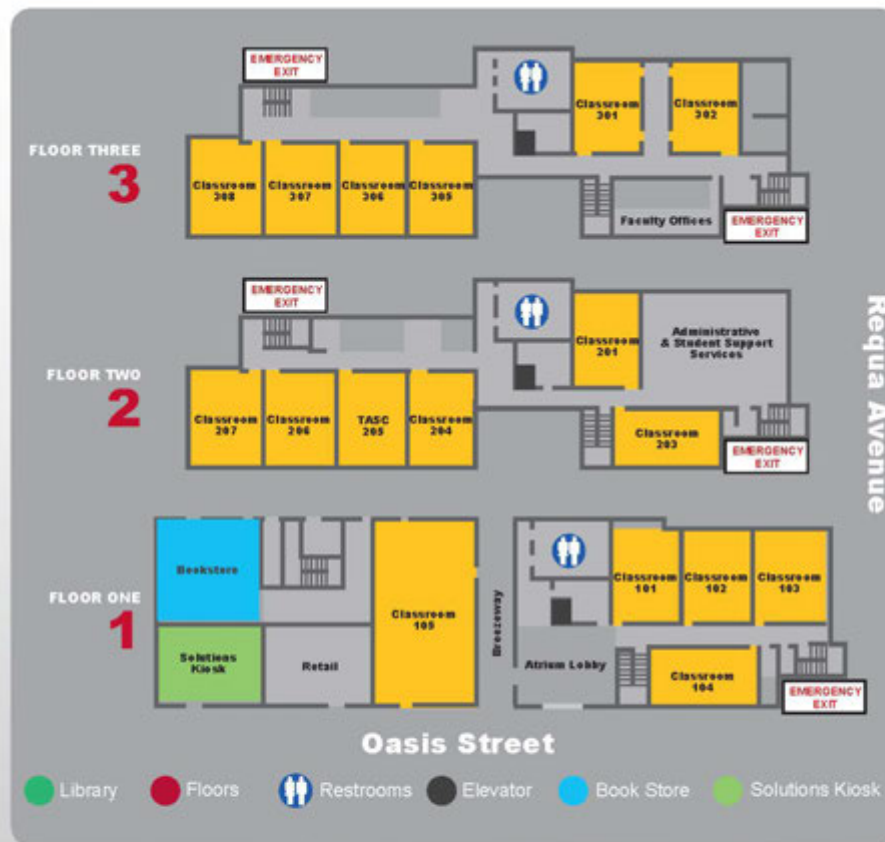 EMERGENCY
EXIT
FLOOR THREE
3
Classroom
301
Classroom
302
Classroom
308
Classroom
307
Classroom
306
Classroom
305
Faculty Offices
EMERGENCY
EXIT
EMERGENCY
EXIT
FLOOR TWO
2
Classroom
201
Administrative
& Student Support
Services
Classroom
207
Classroom
206
TASC
205
Classroom
204
Classroom
203
EMERGENCY
EXIT
Requa Avenue
FLOOR ONE
1
Bookstore
Classroom
105
Breezeway
Classroom
101
Classroom
102
Classroom
103
Solutions
Kiosk
Retail
Atrium Lobby
Classroom
104
EMERGENCY
EXIT
Oasis Street
Library
Floors
Restrooms
Elevator
Book Store
Solutions Kiosk